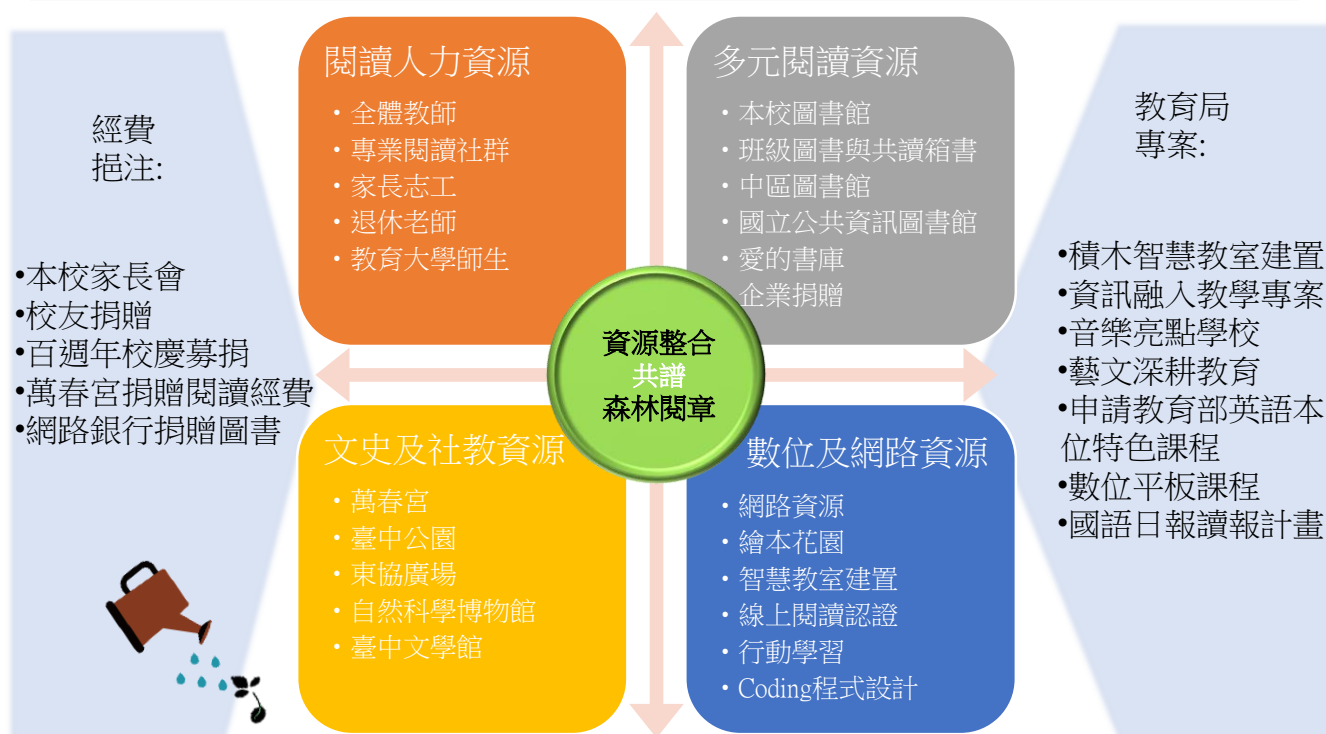 經費
挹注:
•本校家長會
•校友捐贈
•百週年校慶募捐
•萬春宮捐贈閱讀經費
•網路銀行捐贈圖書
閱讀人力資源
・全體教師
・專業閱讀社群
・家長志工
・退休老師
・教育大學師生
多元閱讀資源
・本校圖書館
・班級圖書與共讀箱書
・中區圖書館
・國立公共資訊圖書館
・愛的書庫
・企業捐贈
資源整合
共譜
森林閱章
文史及社教資源
・萬春宮
・臺中公園
・東協廣場
・自然科學博物館
・臺中文學館
數位及網路資源
・網路資源
・繪本花園
・智慧教室建置
・線上閱讀認證
・行動學習
・Coding程式設計
教育局
專案:
•積木智慧教室建置
•資訊融入教學專案
•音樂亮點學校
•藝文深耕教育
•申請教育部英語本
位特色課程
•數位平板課程
•國語日報讀報計畫